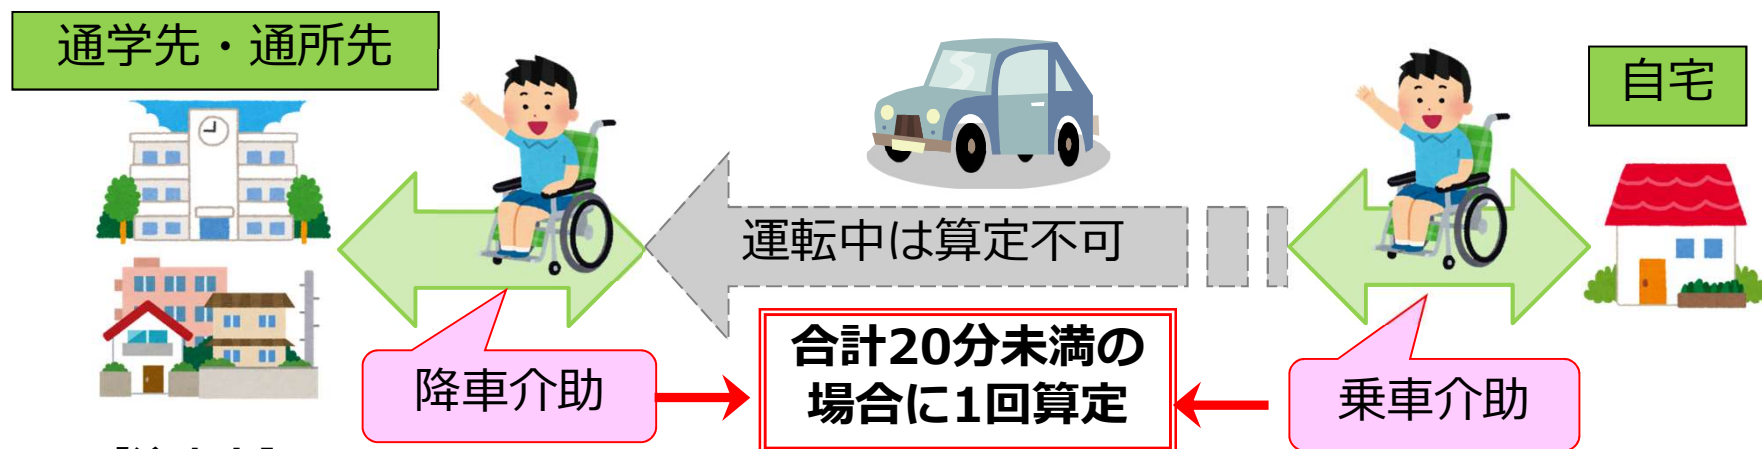 通学先・通所先
自宅
運転中は算定不可
合計20分未満の
場合に1回算定
降車介助
乗車介助